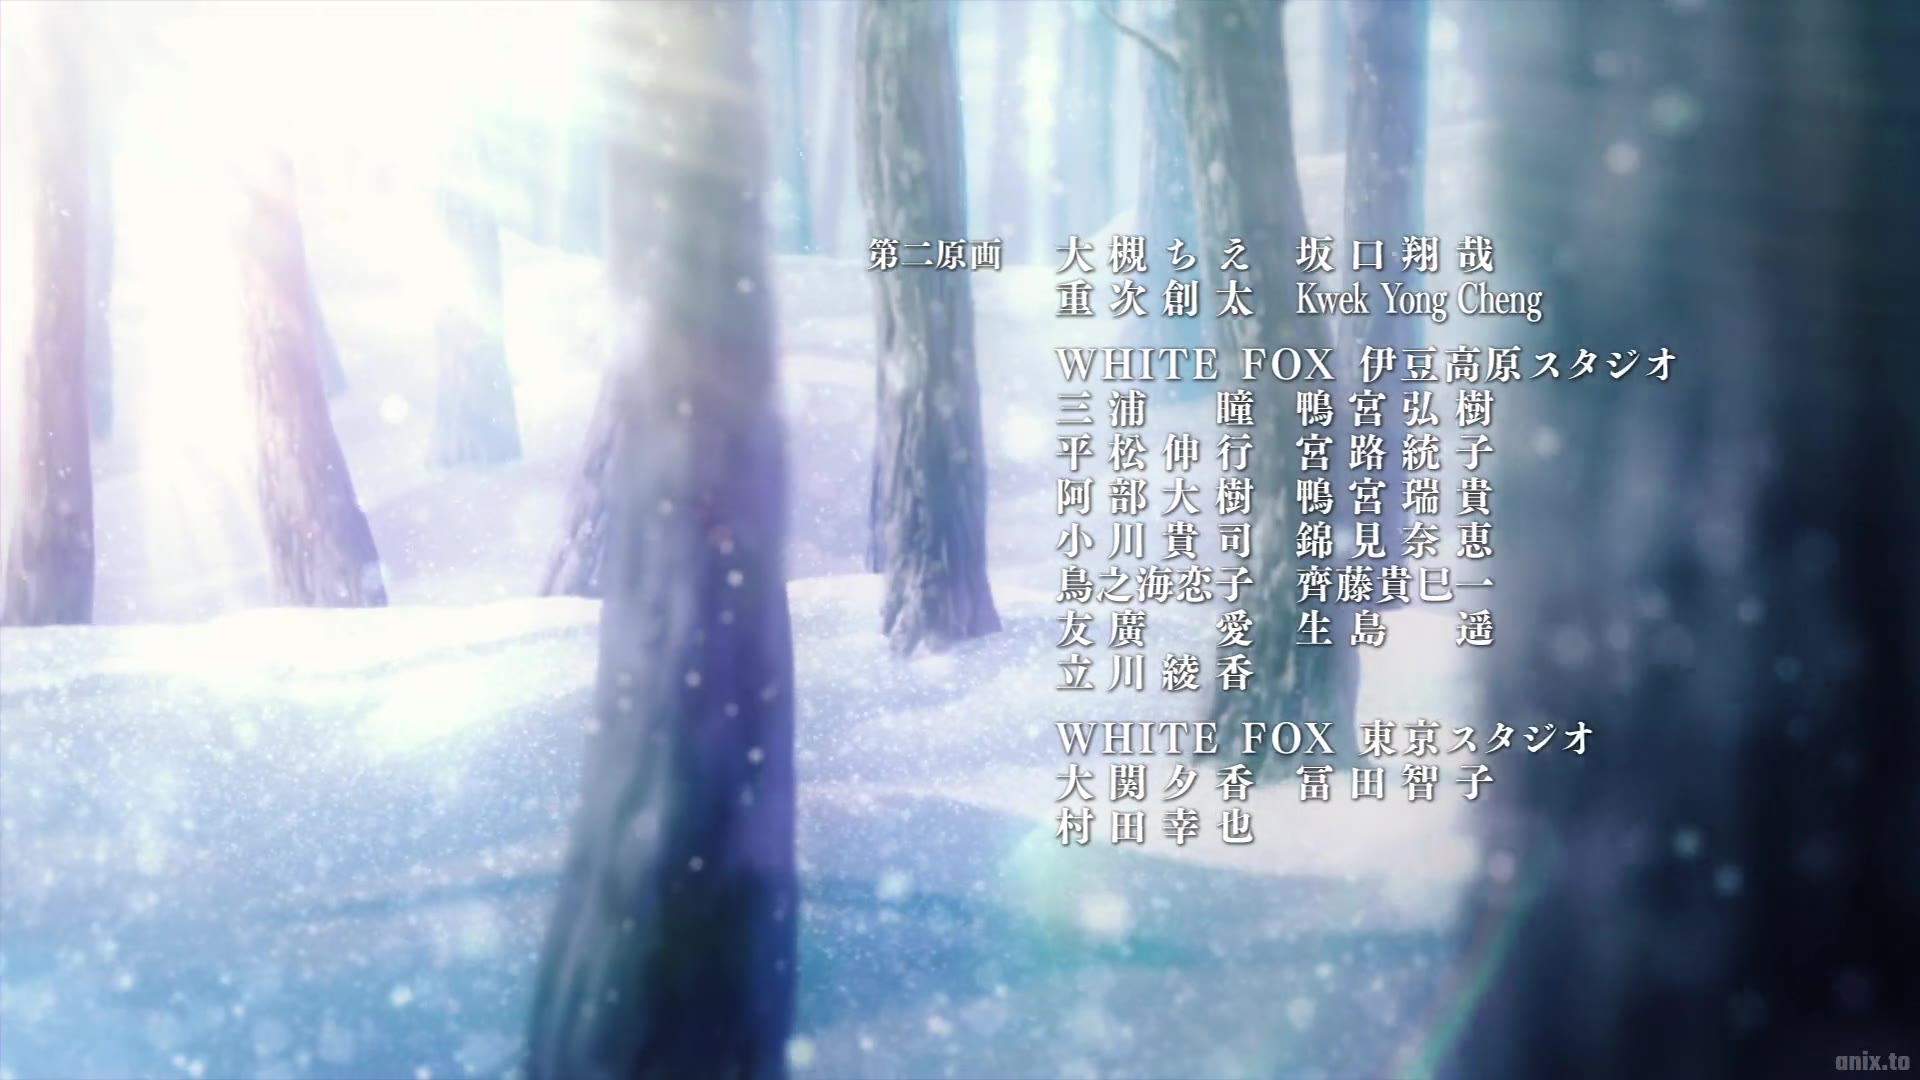 第二原画 大槻ちえ 坂口翔哉
重次創太 Kwek Yong Cheng
WHITE FOX 伊豆高原スタジオ
三浦 瞳 鴨宮弘樹
平松伸行 宮路統子
阿部大樹 鴨宮瑞貴
小川貴司 錦見奈恵
鳥之海恋子 齊藤貴巳一
友廣 愛 生島 遥
立川綾香
WHITE FOX 東京スタジオ
大関夕香 冨田智子
村田幸也
anix.to